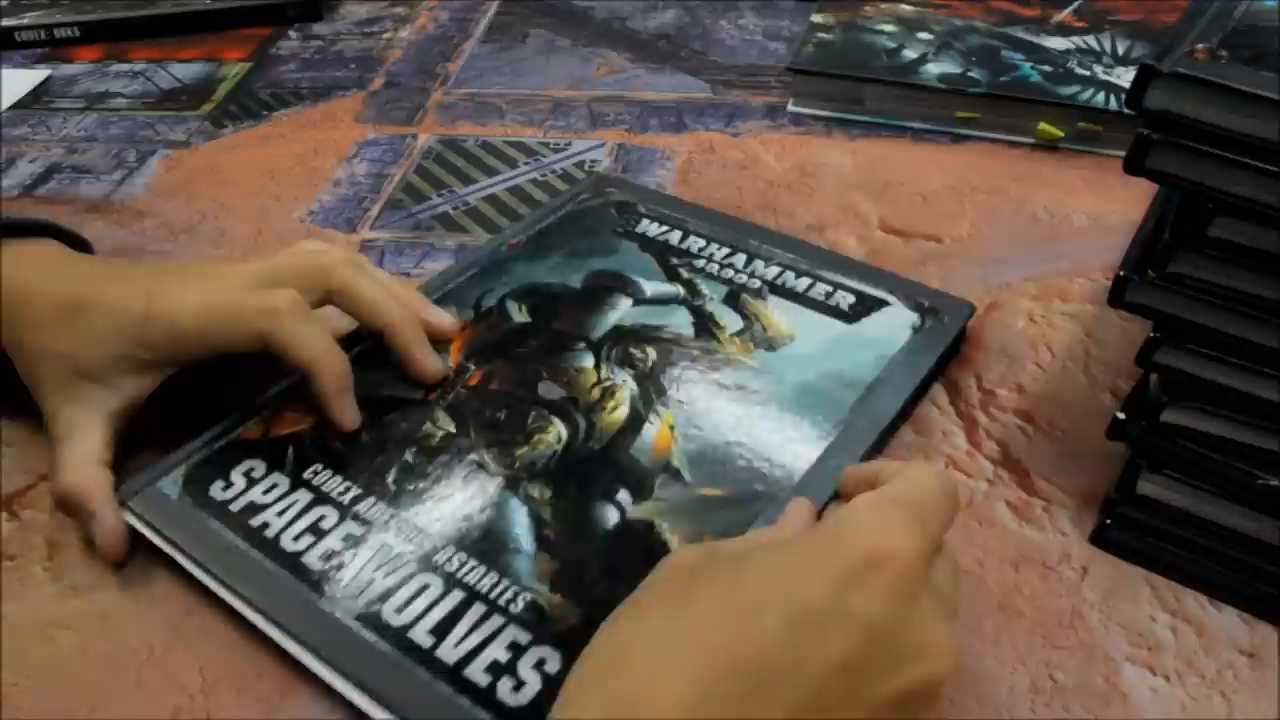 CODEX: ORKS
WARHAMMER
40,000
CODEX ASTARTES
SPACE WOLVES